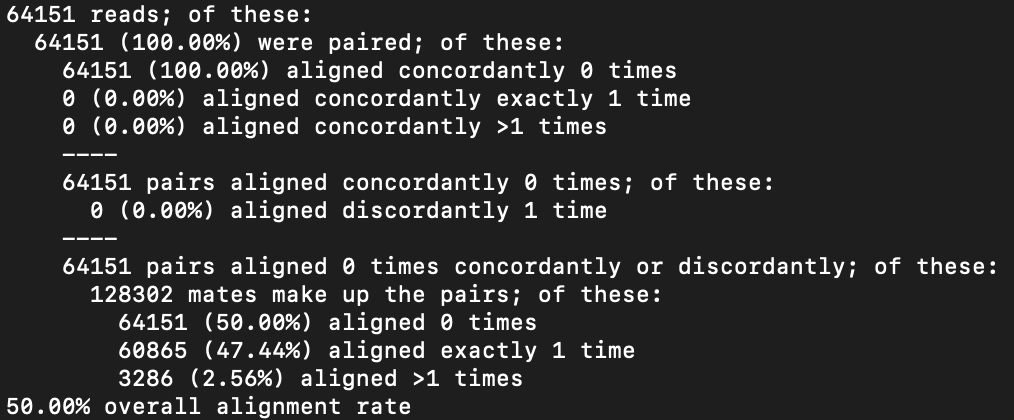 64151 reads; of these:
  64151 (100.00%) were paired; of these:
    64151 (100.00%) aligned concordantly 0 times
    0 (0.00%) aligned concordantly exactly 1 time
    0 (0.00%) aligned concordantly >1 times
    ----
    64151 pairs aligned concordantly 0 times; of these:
      0 (0.00%) aligned discordantly 1 time
    ----
    64151 pairs aligned 0 times concordantly or discordantly; of these:
      128302 mates make up the pairs; of these:
        64151 (50.00%) aligned 0 times
        60865 (47.44%) aligned exactly 1 time
        3286 (2.56%) aligned >1 times
50.00% overall alignment rate